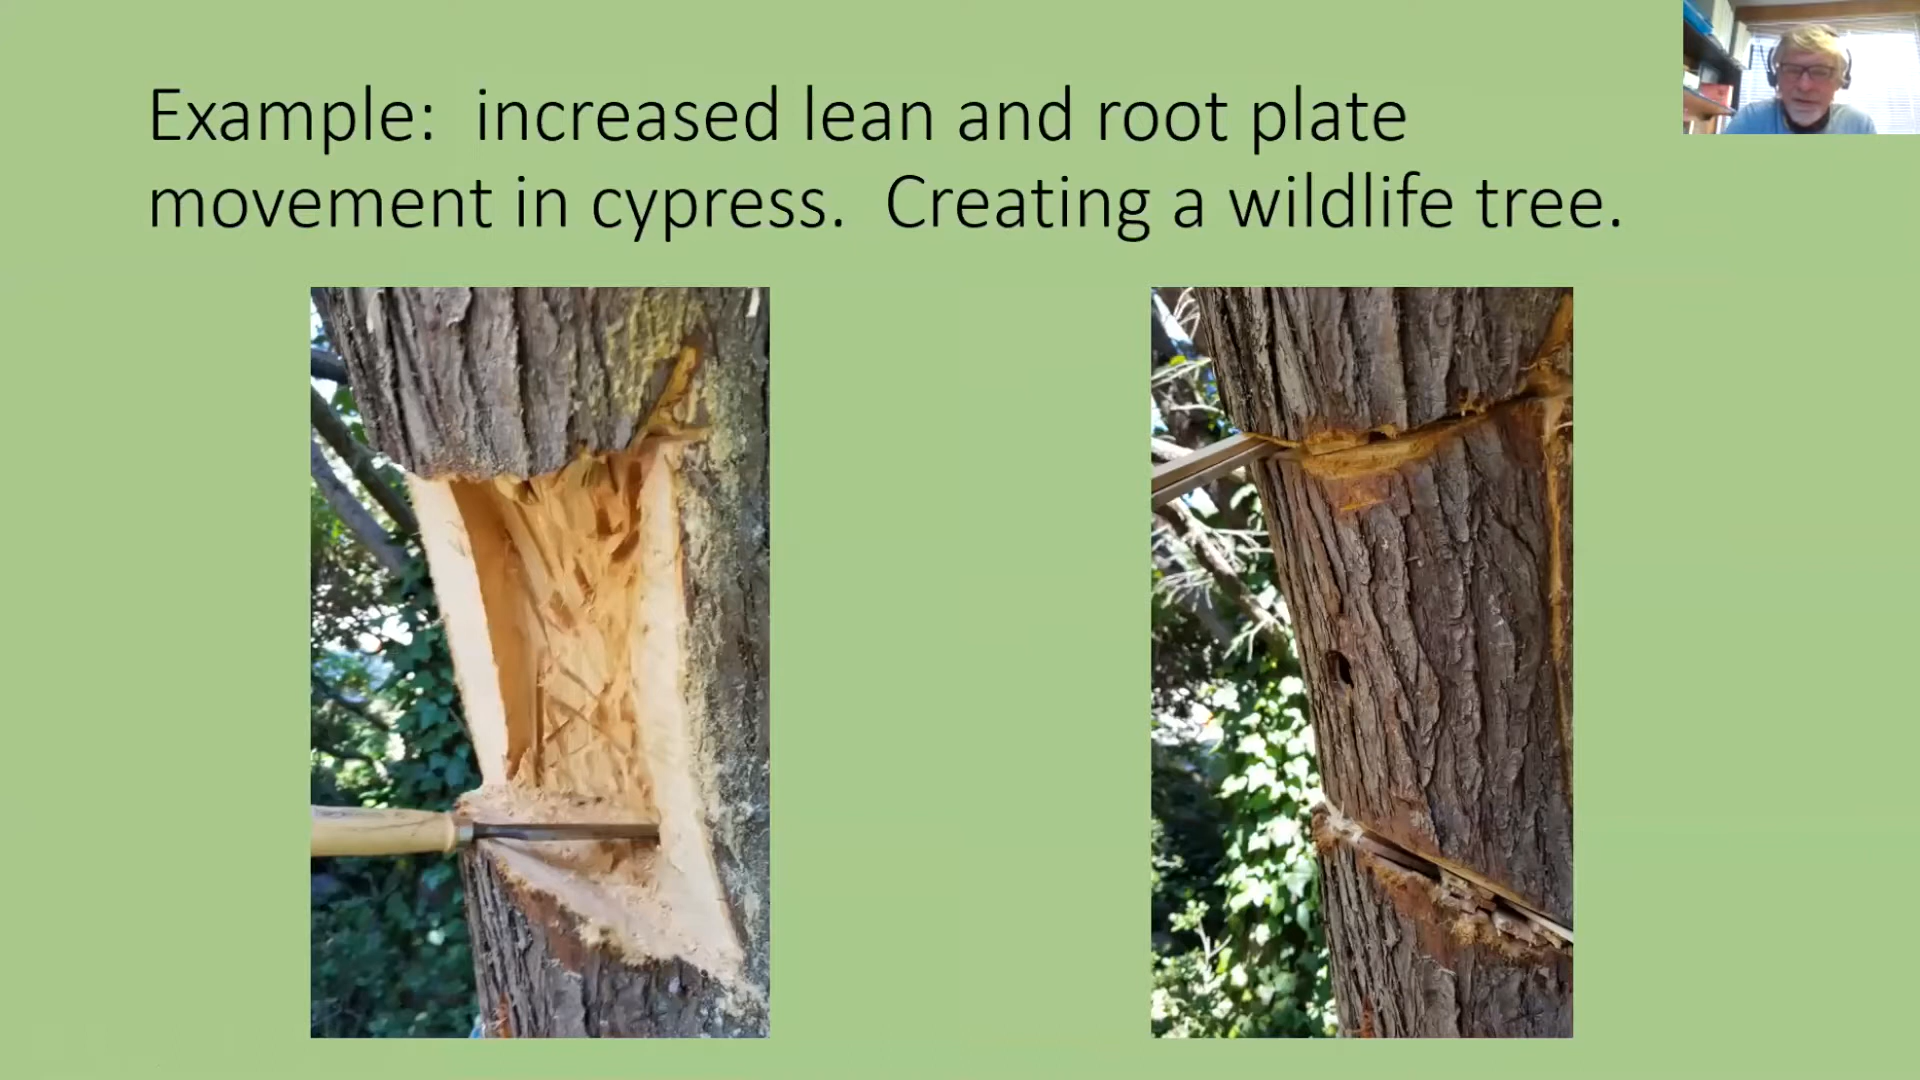 Example:  increased lean and root plate
movement in cypress.  Creating a wildlife tree.